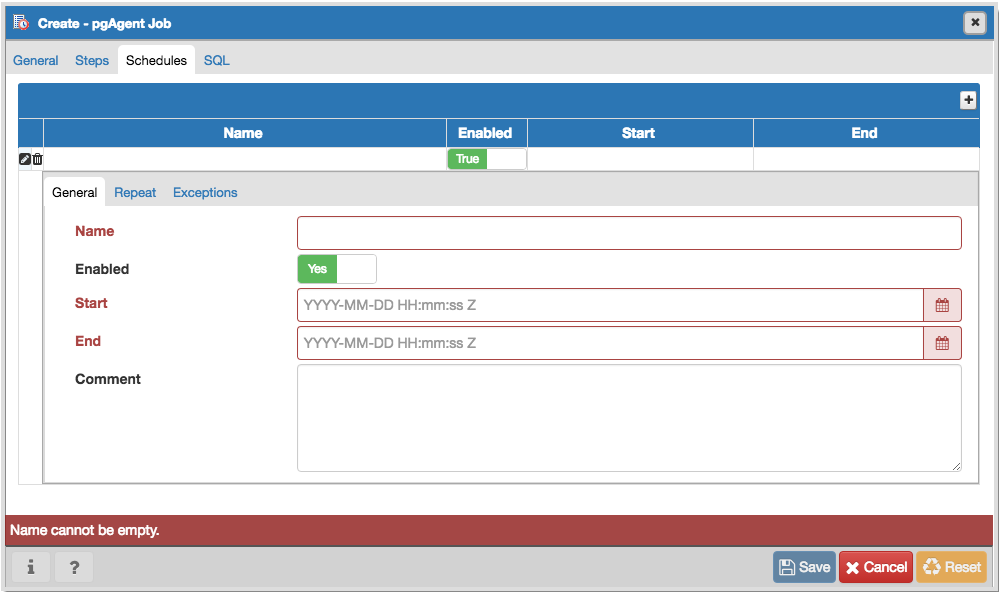 Create - pgAgent Job
General Steps Schedules SQL
Name Enabled Start End
True
General Repeat Exceptions
Name
Enabled Yes
Start YYYY-MM-DD HH:mm:ss Z
End YYYY-MM-DD HH:mm:ss Z
Comment
Name cannot be empty.
i ? Save Cancel Reset